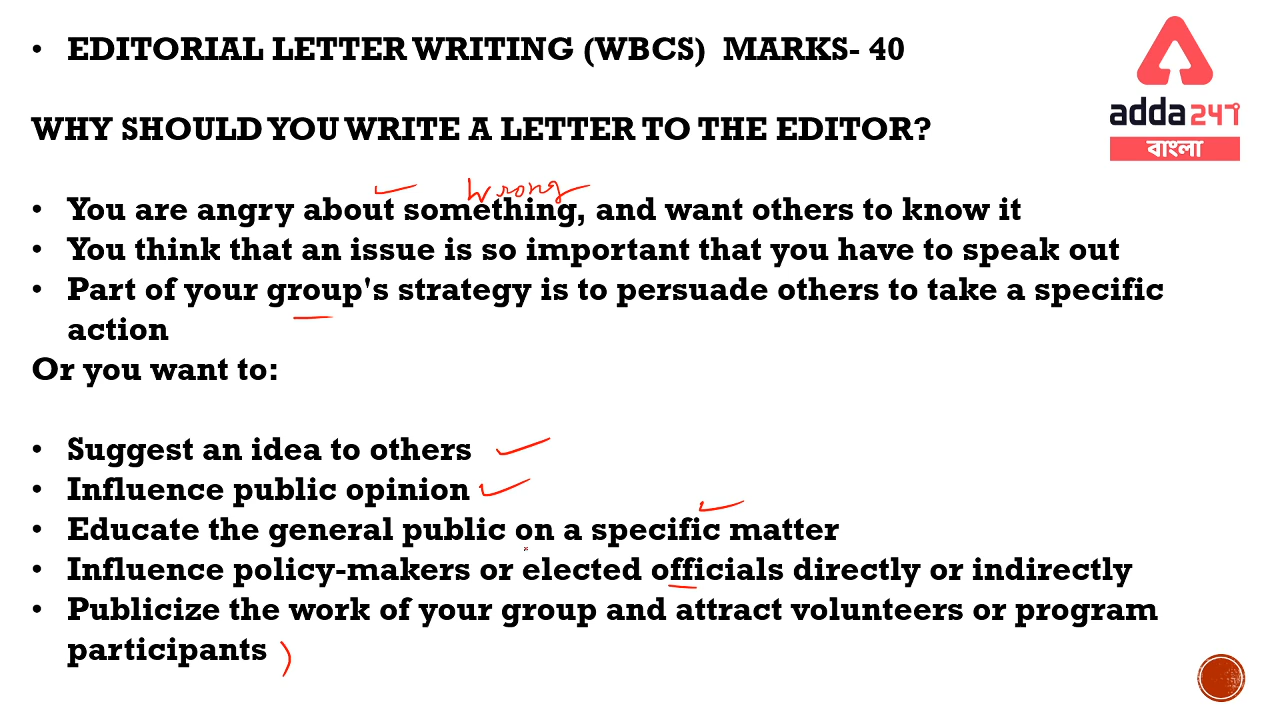 • EDITORIAL LETTER WRITING (WBCS) MARKS- 40
adda247
বাংলা
WHY SHOULD YOU WRITE A LETTER TO THE EDITOR?
Wrong
• You are angry about something, and want others to know it
• You think that an issue is so important that you have to speak out
• Part of your group's strategy is to persuade others to take a specific
action
Or you want to:
• Suggest an idea to others
• Influence public opinion
• Educate the general public on a specific matter
• Influence policy-makers or elected officials directly or indirectly
• Publicize the work of your group and attract volunteers or program
participants